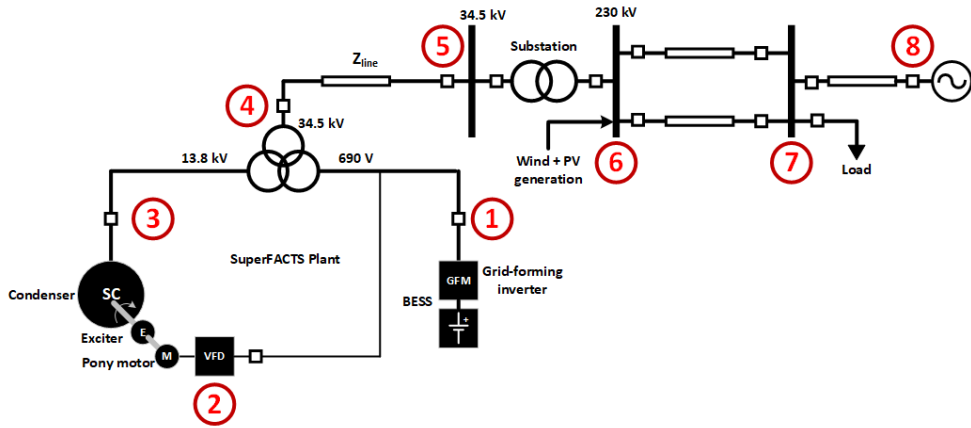 34.5 kV
230 kV
5
Substation
8
Zline
4
34.5 kV
13.8 kV
690 V
Wind + PV
generation
6
7
Load
3
1
SuperFACTS Plant
GFM
Grid-forming
inverter
Condenser
SC
BESS
+
Exciter
E
Pony motor
M
VFD
2